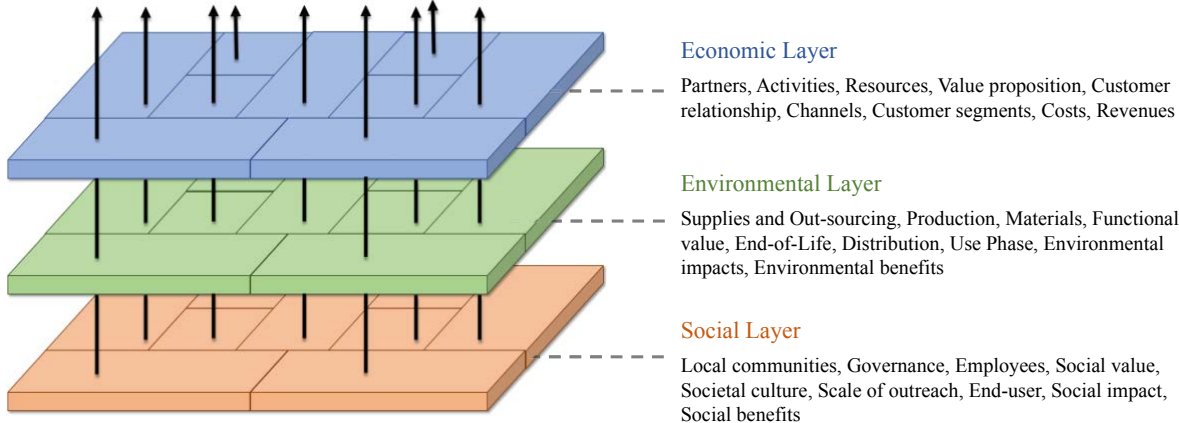 Economic Layer
Partners, Activities, Resources, Value proposition, Customer
relationship, Channels, Customer segments, Costs, Revenues
Environmental Layer
Supplies and Out-sourcing, Production, Materials, Functional
value, End-of-Life, Distribution, Use Phase, Environmental
impacts, Environmental benefits
Social Layer
Local communities, Governance, Employees, Social value,
Societal culture, Scale of outreach, End-user, Social impact,
Social benefits